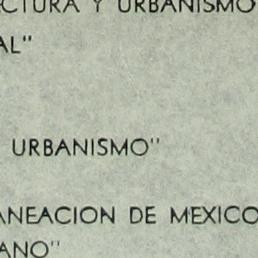 CTURA Y URBANISMO
AL"
URBANISMO"
ANEACION DE MEXICO
ANO"